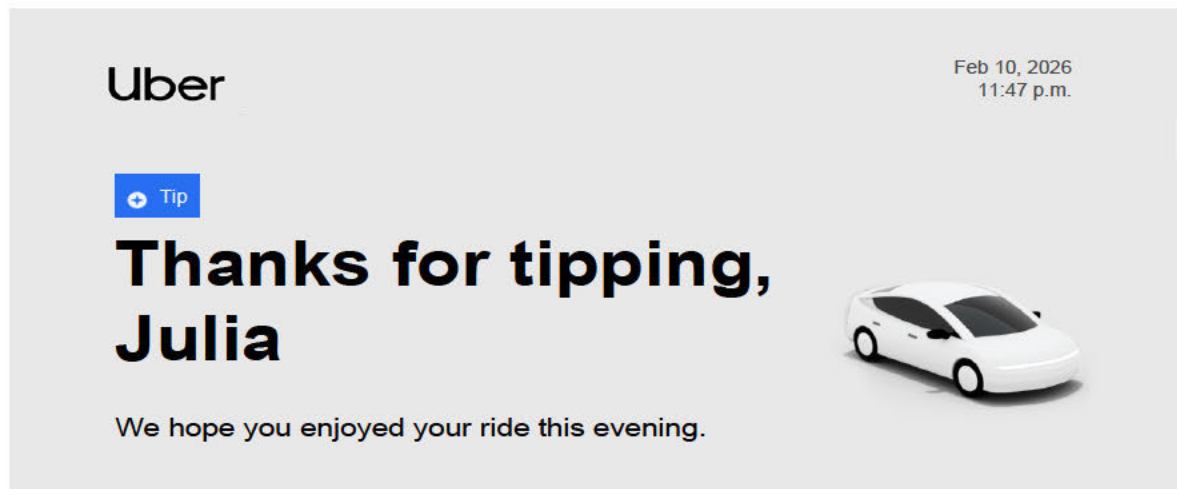 Uber
Feb 10, 2026
11:47 p.m.
Tip
Thanks for tipping,
Julia
We hope you enjoyed your ride this evening.